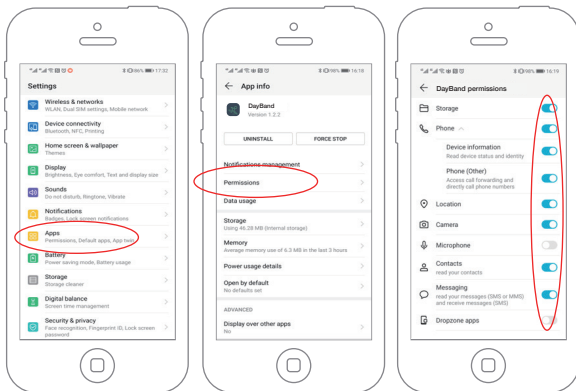 17:32
Settings
Wireless & networks
WLAN, Dual SIM settings, Mobile network
Device connectivity
Bluetooth, NFC, Printing
Home screen & wallpaper
Themes
Display
Brightness, Eye comfort, Text and display size
Sounds
Do not disturb, Ringtone, Vibrate
Notifications
Badges, Lock screen notifications
Apps
Permissions, Default apps, App twin
Battery
Power saving mode, Battery usage
Storage
Storage cleaner
Digital balance
Screen time management
Security & privacy
Face recognition, Fingerprint ID, Lock screen
password
98% 16:18
App info
DayBand
Version 1.2.2
UNINSTALL FORCE STOP
Notifications management
Permissions
Data usage
Storage
Using 46.28 MB (Internal storage)
Memory
Average memory use of 6.3 MB in the last 3 hours
Power usage details
Open by default
No defaults set
ADVANCED
Display over other apps
No
98% 16:19
DayBand permissions
Storage
Phone
Device information
Read device status and identity
Phone (Other)
Access call forwarding and
directly call phone numbers
Location
Camera
Microphone
Contacts
read your contacts
Messaging
read your messages (SMS or MMS)
and receive messages (SMS)
Dropzone apps